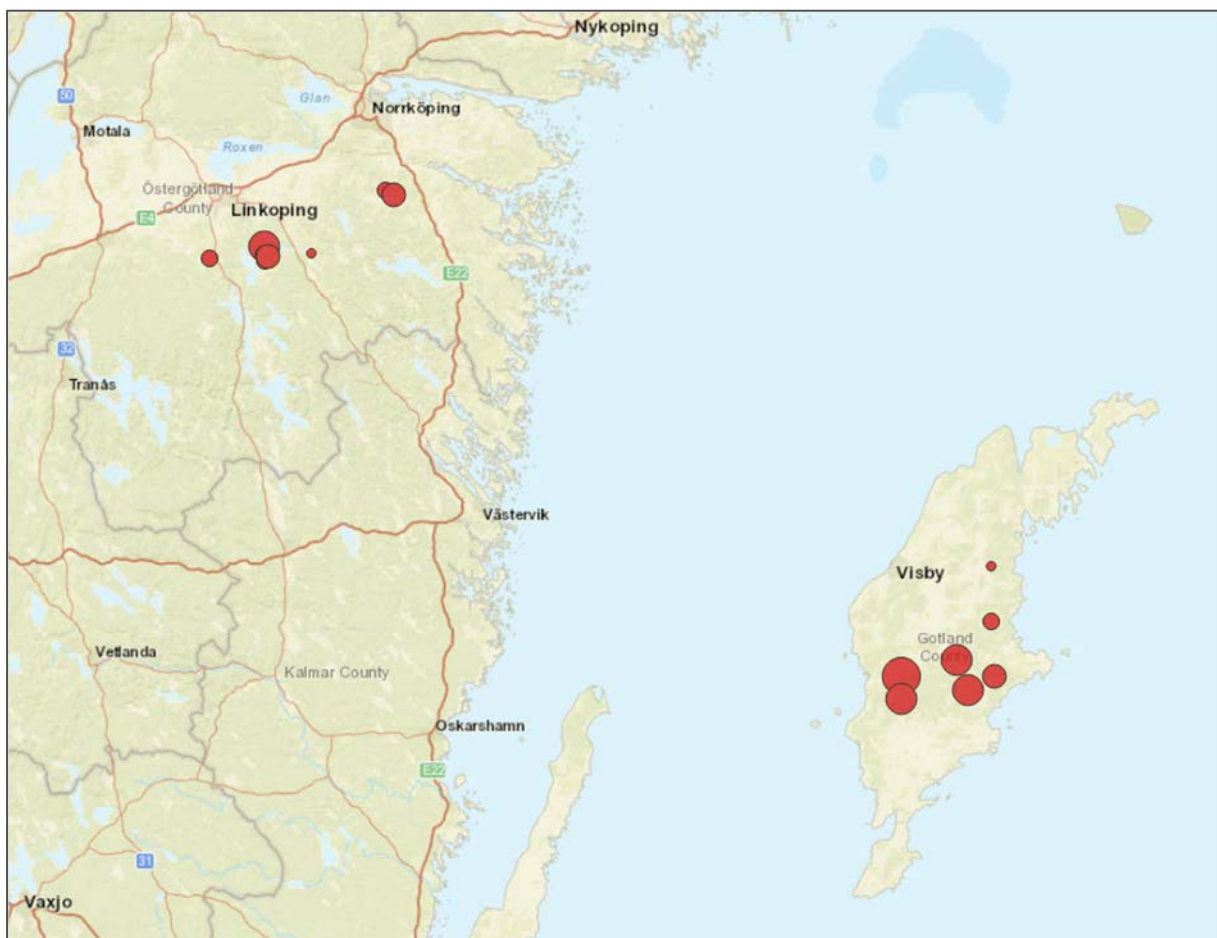 Nykoping
50
Glan
Norrköping
Motala
Roxen
Östergötland
County
Linkoping
E4
E22
32
Tranås
Västervik
Visby
Gotland
County
Vetlanda
Kalmar County
Oskarshamn
E22
31
Vaxjo